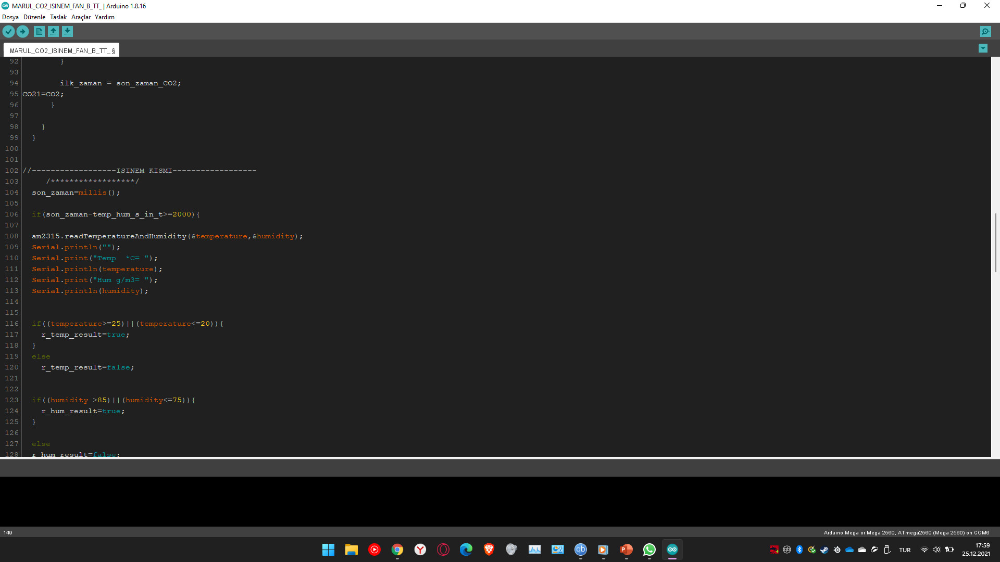 MARUL_CO2_ISINEM_FAN_B_TT_ | Arduino 1.8.16
Dosya Düzenle Taslak Araçlar Yardım
MARUL_CO2_ISINEM_FAN_B_TT_ §
92 }
93
94 ilk_zaman = son_zaman_CO2;
95 CO21=CO2;
96 }
97
98 }
99 }
100
101
102 //------------------ISINEM KISMI------------------
103 /******************/
104 son_zaman=millis();
105
106 if(son_zaman-temp_hum_s_in_t>=2000){
107
108 am2315.readTemperatureAndHumidity(&temperature,&humidity);
109 Serial.println("");
110 Serial.print("Temp  *C= ");
111 Serial.println(temperature);
112 Serial.print("Hum g/m3= ");
113 Serial.println(humidity);
114
115
116 if((temperature>=25)||(temperature<=20)){
117 r_temp_result=true;
118 }
119 else
120 r_temp_result=false;
121
122
123 if((humidity >85)||(humidity<=75)){
124 r_hum_result=true;
125 }
126
127 else
128 r_hum_result=false;
149
Arduino Mega or Mega 2560, ATmega2560 (Mega 2560) on COM6
TUR
17:59
25.12.2021